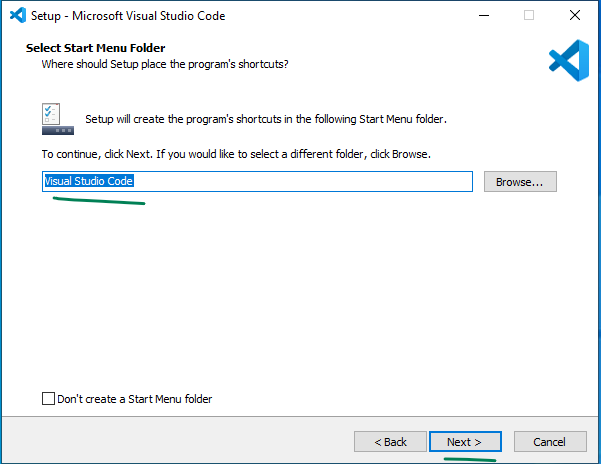 Setup - Microsoft Visual Studio Code
Select Start Menu Folder
Where should Setup place the program's shortcuts?
Setup will create the program's shortcuts in the following Start Menu folder.
To continue, click Next. If you would like to select a different folder, click Browse.
Visual Studio Code
Browse...
Don't create a Start Menu folder
< Back
Next >
Cancel